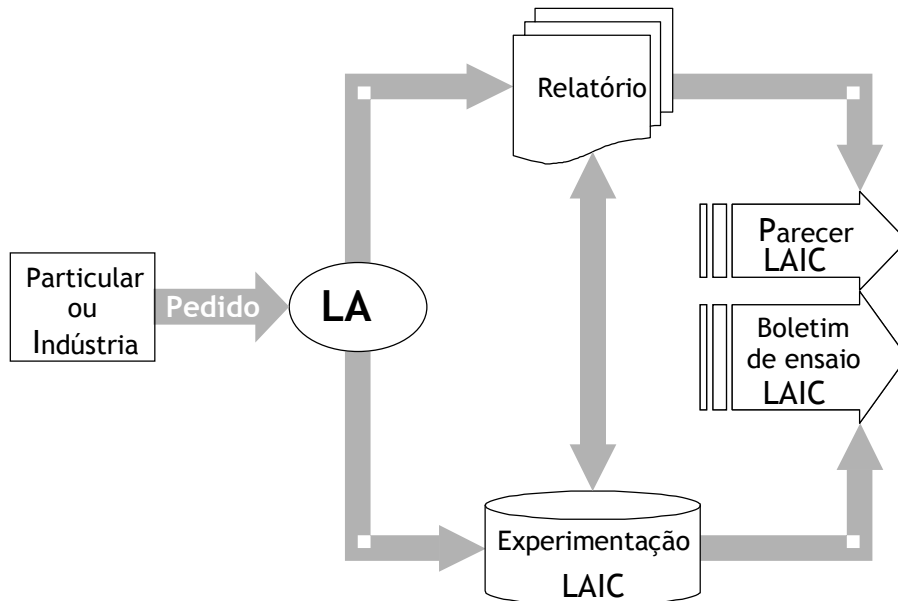 Relatório
Particular
ou
Indústria
Pedido
LA
Parecer
LAIC
Boletim
de ensaio
LAIC
Experimentação
LAIC